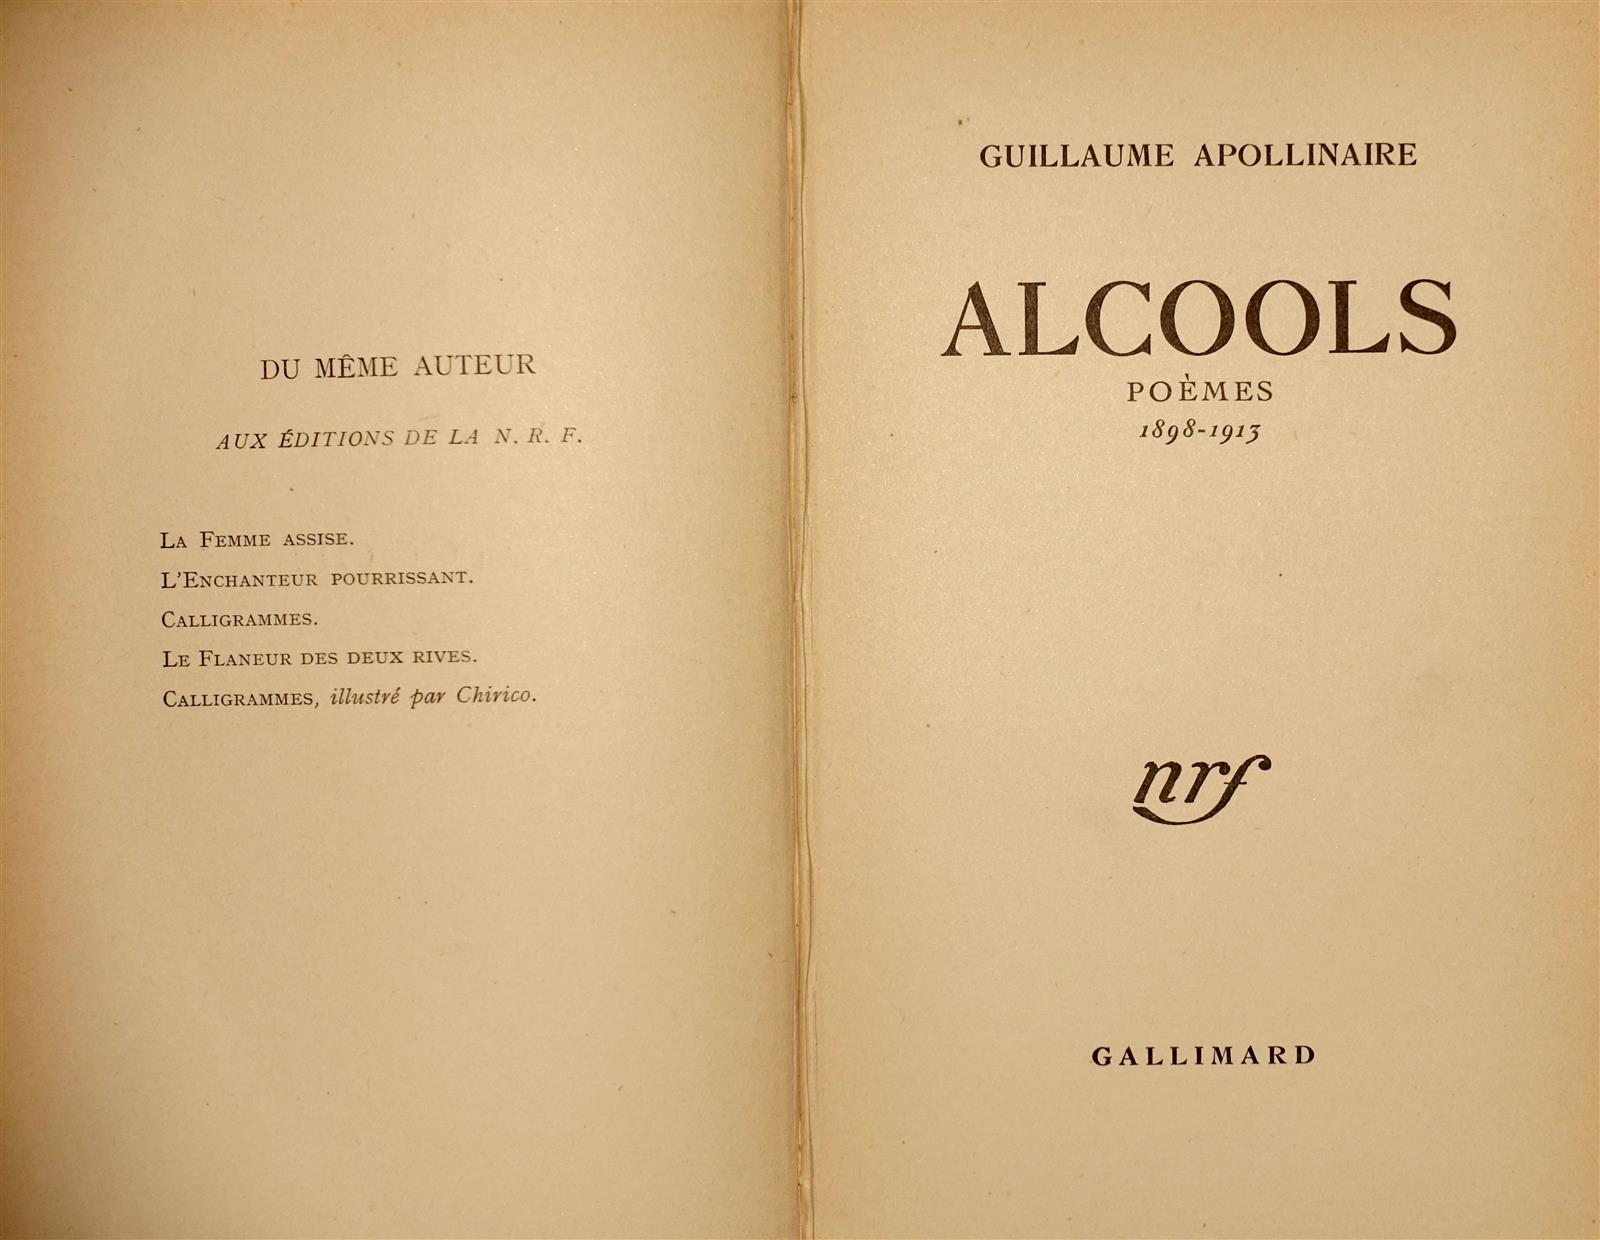 DU MÊME AUTEUR
AUX ÉDITIONS DE LA N. R. F.
LA FEMME ASSISE.
L'ENCHANTEUR POURRISSANT.
CALLIGRAMMES.
LE FLANEUR DES DEUX RIVES.
CALLIGRAMMES, illustré par Chirico.
GUILLAUME APOLLINAIRE
ALCOOLS
POÈMES
1898-1913
nrf
GALLIMARD